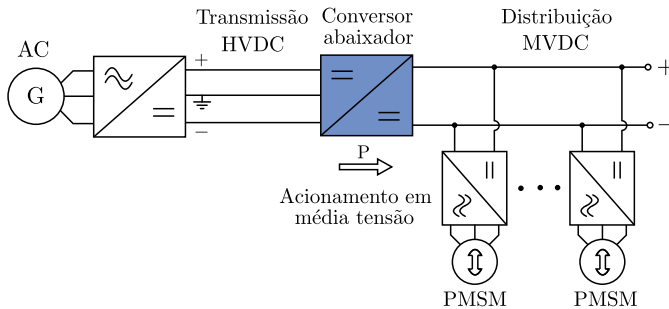 AC
G
Transmissão
HVDC
+
−
Conversor
abaixador
Distribuição
MVDC
+
−
P
Acionamento em
média tensão
PMSM
PMSM